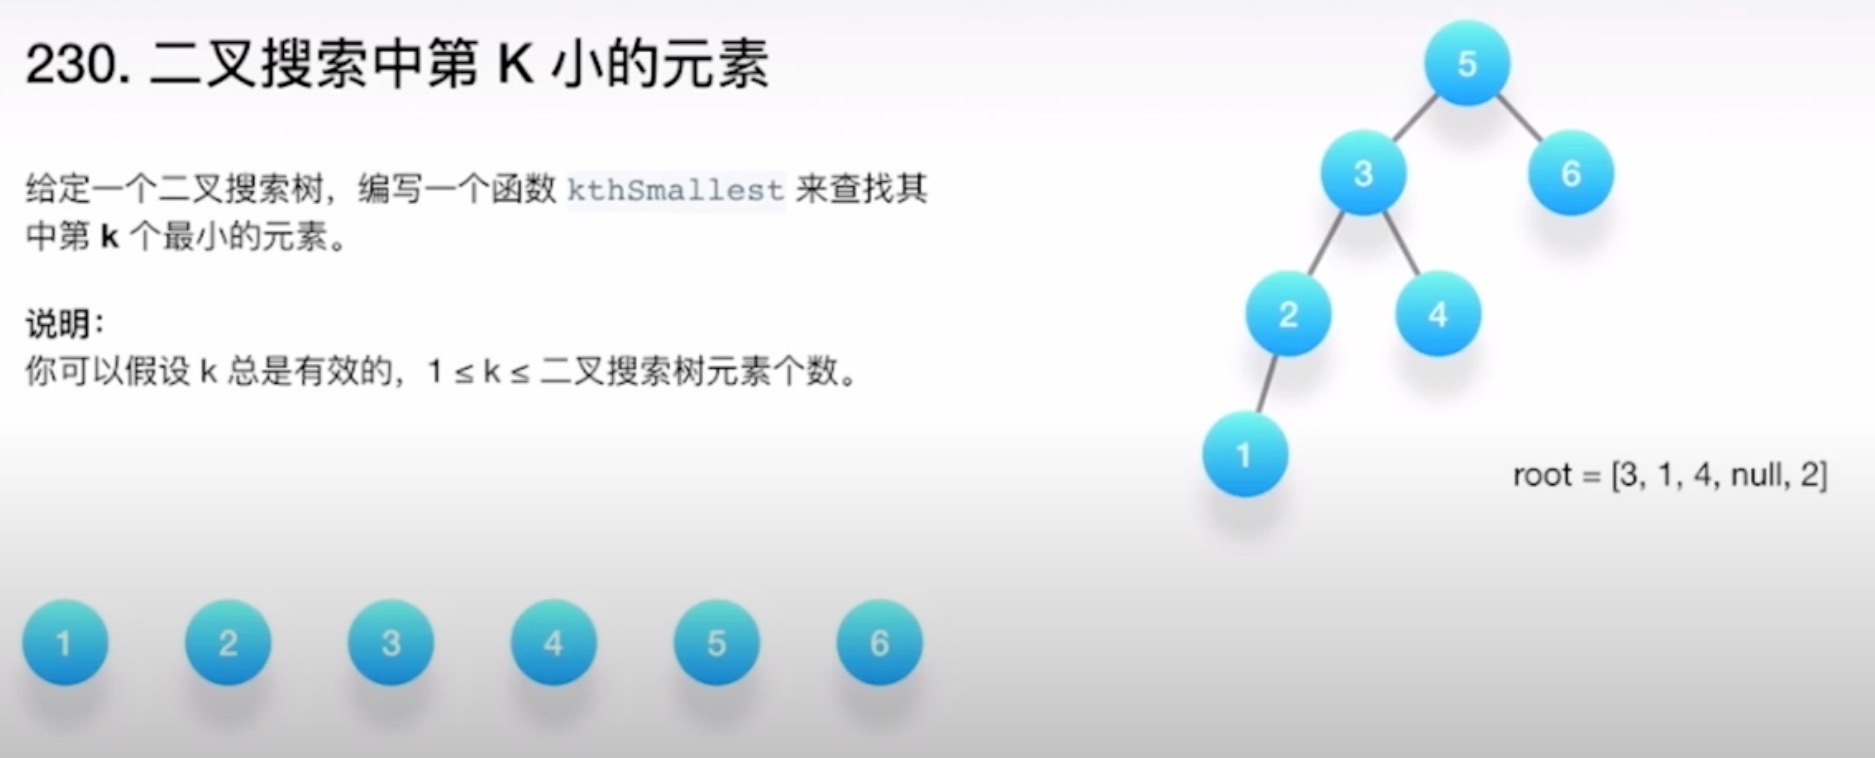 230. 二叉搜索中第 K 小的元素
给定一个二叉搜索树，编写一个函数 kthSmallest 来查找其
中第 k 个最小的元素。
说明：
你可以假设 k 总是有效的，1 ≤ k ≤ 二叉搜索树元素个数。
5
3
6
2
4
1
root = [3, 1, 4, null, 2]
1 2 3 4 5 6